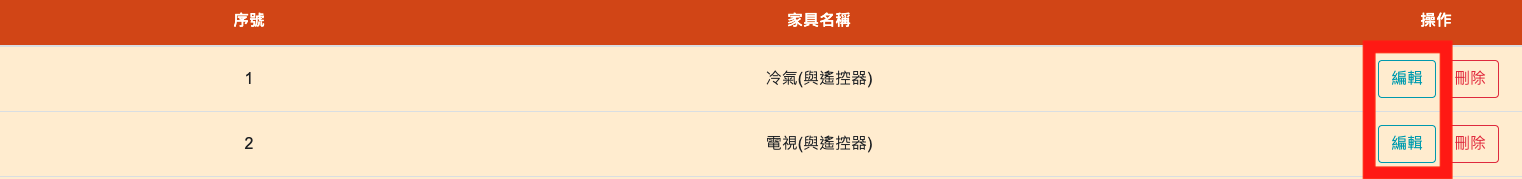 序號 家具名稱 操作
1 冷氣(與遙控器) 編輯 刪除
2 電視(與遙控器) 編輯 刪除